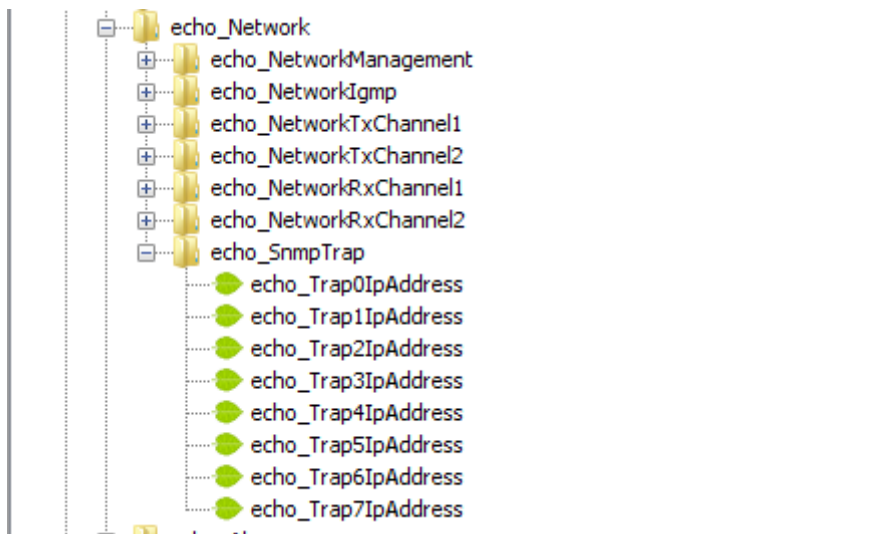 echo_Network
echo_NetworkManagement
echo_NetworkIgmp
echo_NetworkTxChannel1
echo_NetworkTxChannel2
echo_NetworkRxChannel1
echo_NetworkRxChannel2
echo_SnmpTrap
echo_Trap0IpAddress
echo_Trap1IpAddress
echo_Trap2IpAddress
echo_Trap3IpAddress
echo_Trap4IpAddress
echo_Trap5IpAddress
echo_Trap6IpAddress
echo_Trap7IpAddress